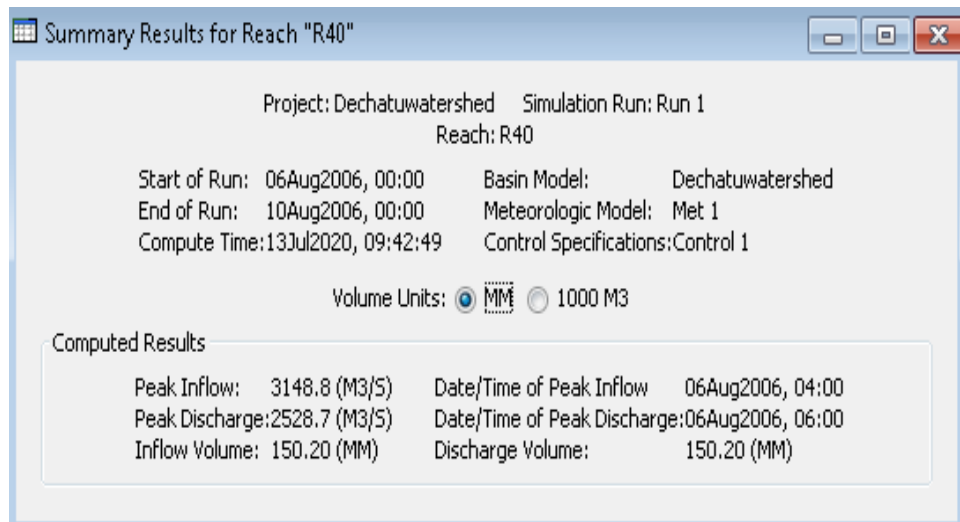 Summary Results for Reach "R40"
Project: Dechatuwatershed Simulation Run: Run 1
Reach: R40
Start of Run: 06Aug2006, 00:00 Basin Model: Dechatuwatershed
End of Run: 10Aug2006, 00:00 Meteorologic Model: Met 1
Compute Time:13Jul2020, 09:42:49 Control Specifications:Control 1
Volume Units: MM 1000 M3
Computed Results
Peak Inflow: 3148.8 (M3/S) Date/Time of Peak Inflow 06Aug2006, 04:00
Peak Discharge:2528.7 (M3/S) Date/Time of Peak Discharge:06Aug2006, 06:00
Inflow Volume: 150.20 (MM) Discharge Volume: 150.20 (MM)